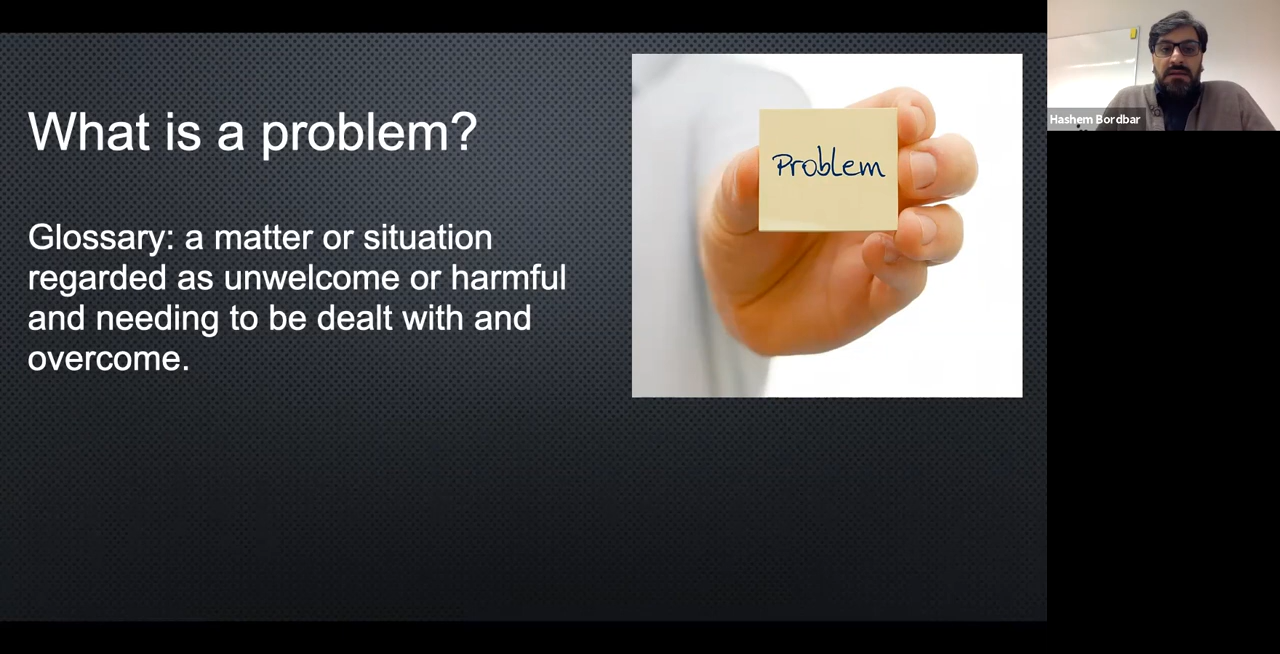 What is a problem?
Glossary: a matter or situation
regarded as unwelcome or harmful
and needing to be dealt with and
overcome.
Problem
Hashem Bordbar